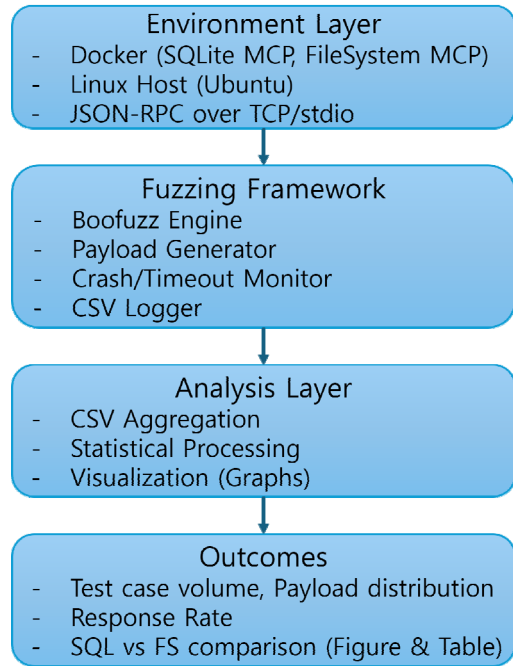 Environment Layer
- Docker (SQLite MCP, FileSystem MCP)
- Linux Host (Ubuntu)
- JSON-RPC over TCP/stdio
Fuzzing Framework
- Boofuzz Engine
- Payload Generator
- Crash/Timeout Monitor
- CSV Logger
Analysis Layer
- CSV Aggregation
- Statistical Processing
- Visualization (Graphs)
Outcomes
- Test case volume, Payload distribution
- Response Rate
- SQL vs FS comparison (Figure & Table)